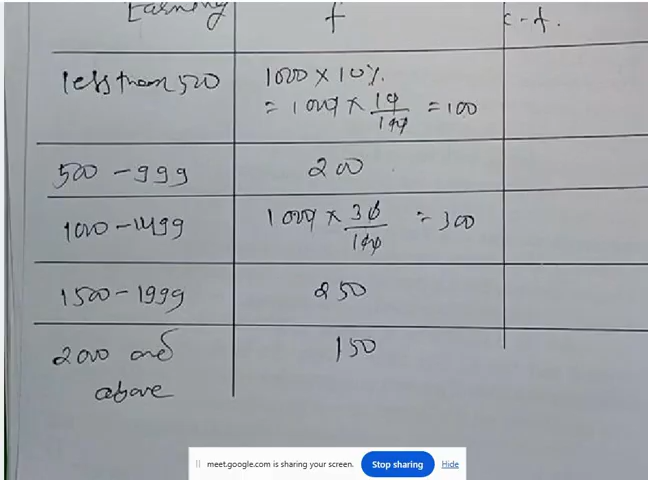 Earning f c.f.
less than 500 1000 × 10%
= 1000 × 10/100 = 100
500 - 999 200
1000 - 1499 1000 × 30/100 = 300
1500 - 1999 250
2000 and 150
above
meet.google.com is sharing your screen. Stop sharing Hide